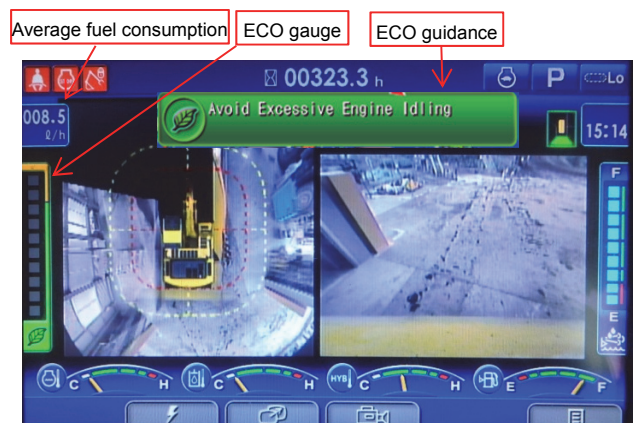 Average fuel consumption
ECO gauge
ECO guidance
00323.3 h
P
Lo
Avoid Excessive Engine Idling
008.5
ℓ/h
15:14
F
E
C H
C H
HYB C H
E F